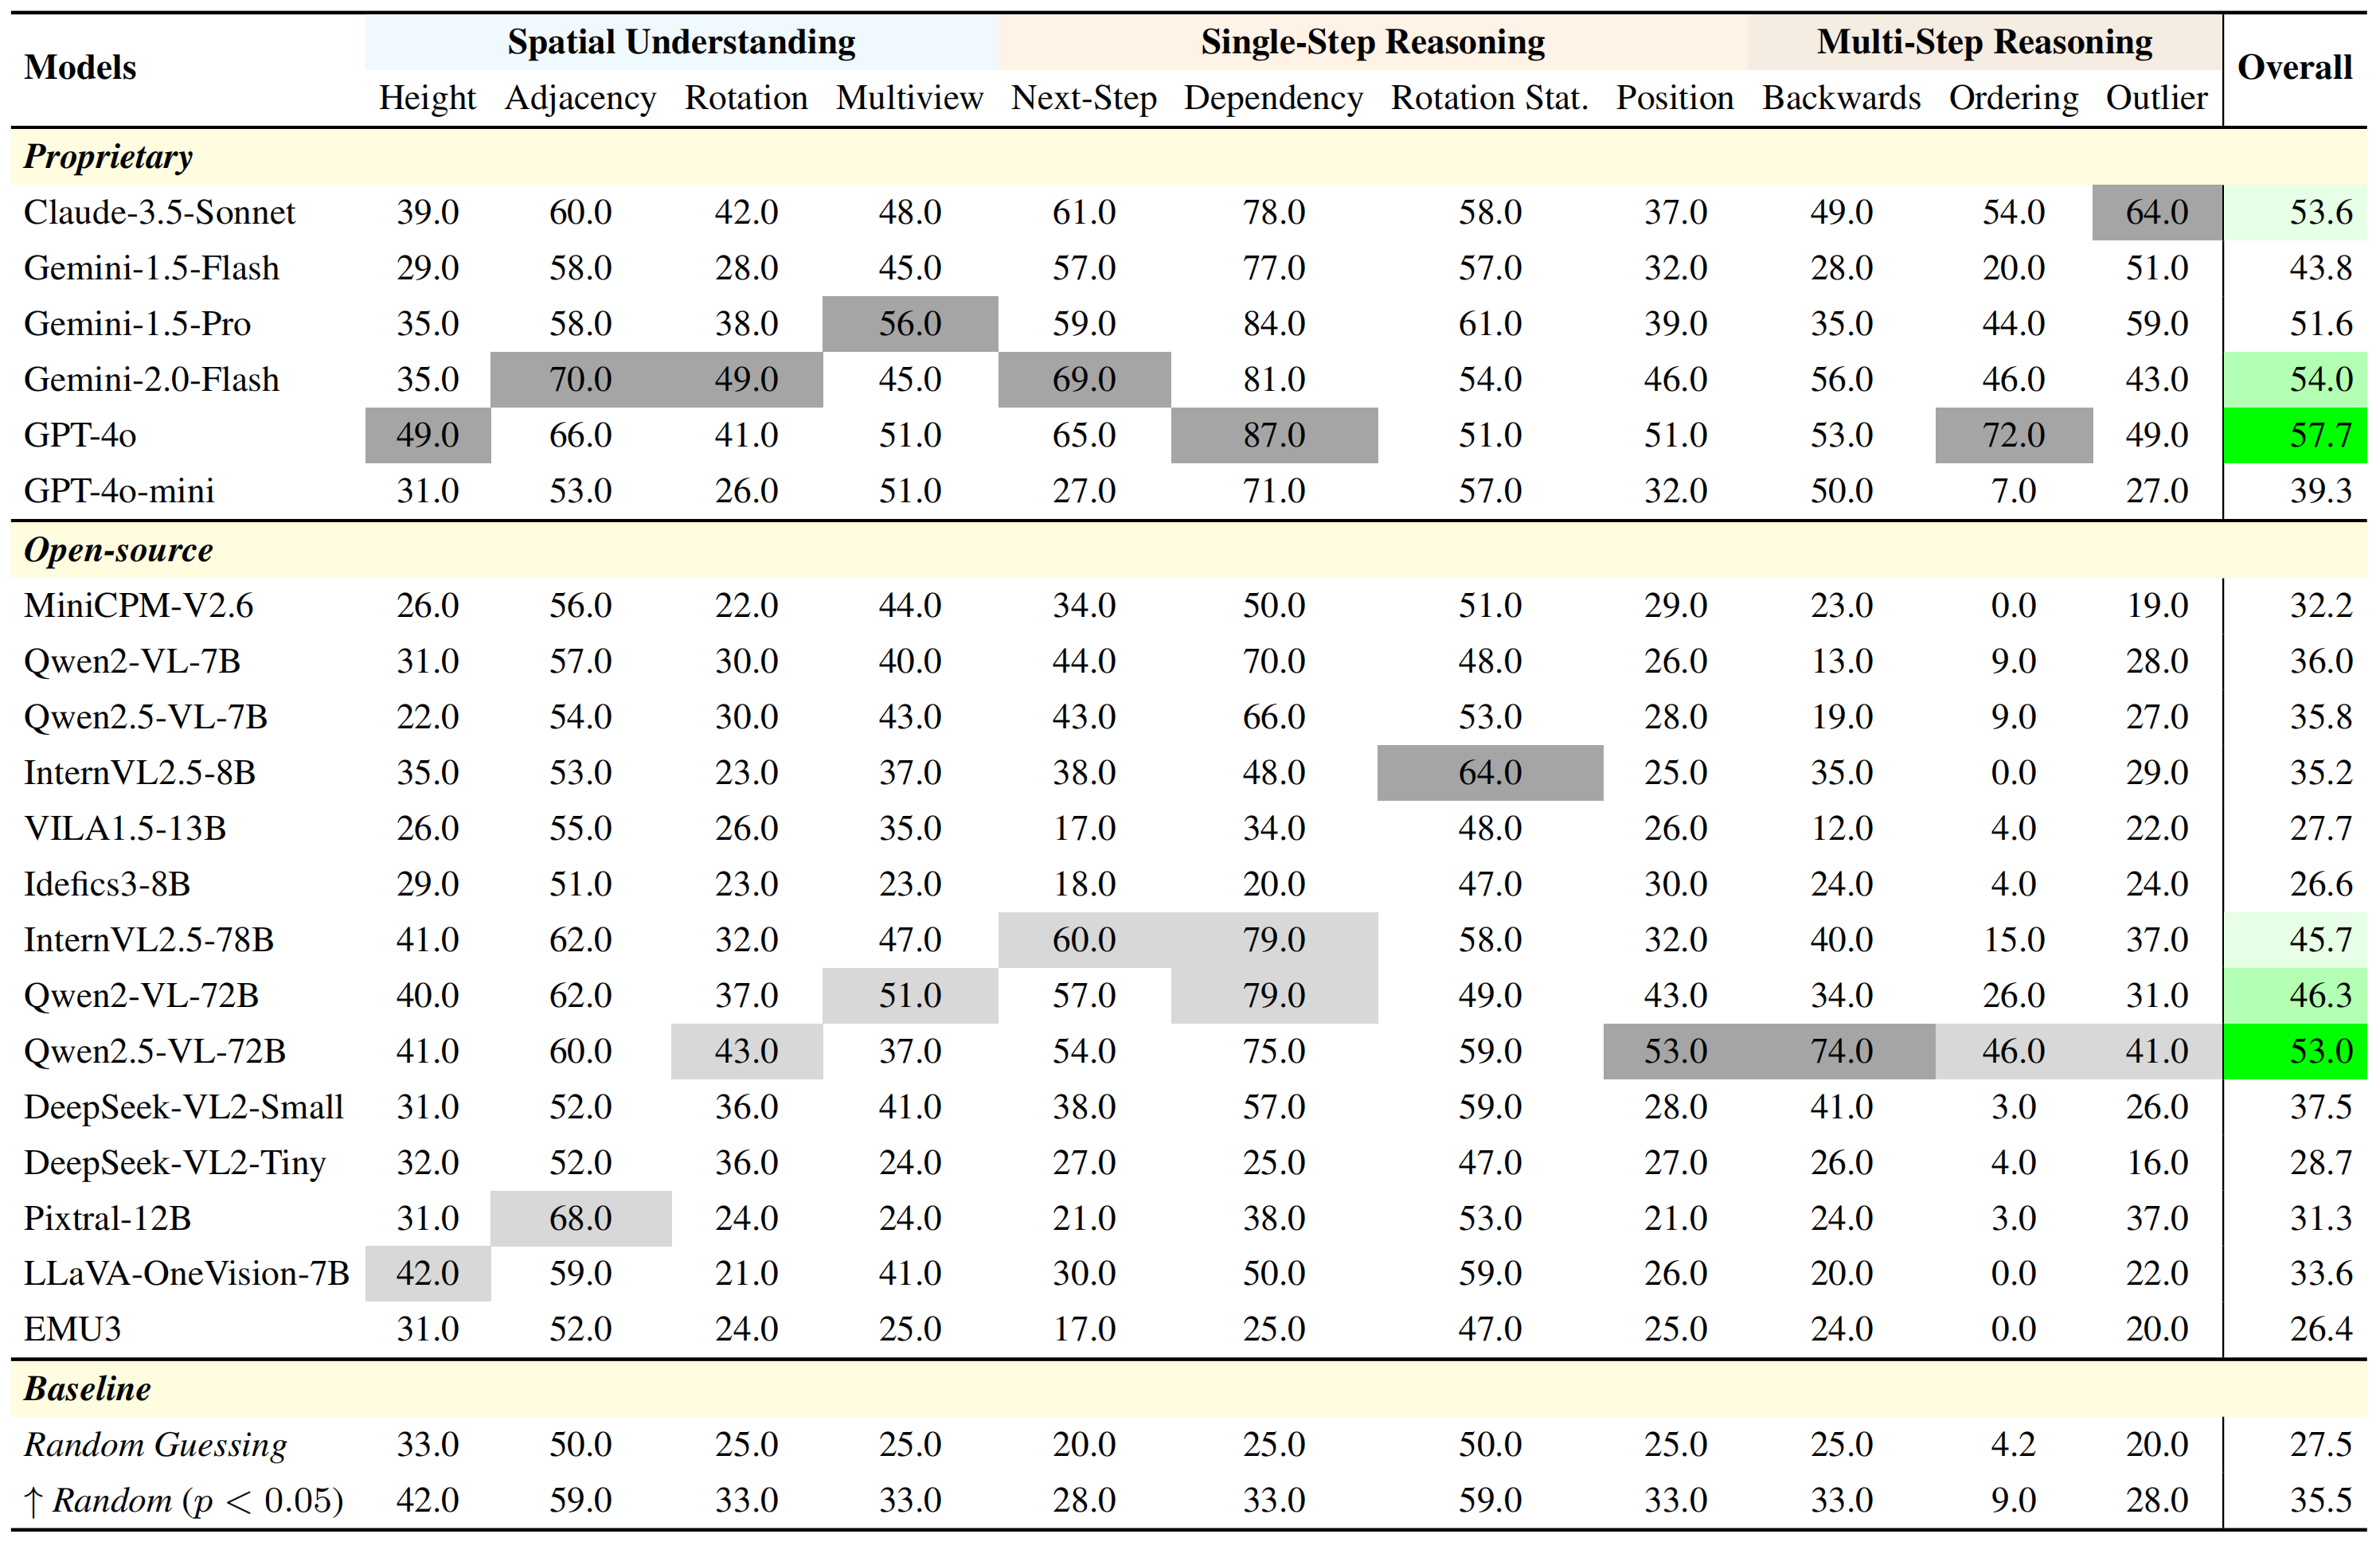 Models Spatial Understanding Single-Step Reasoning Multi-Step Reasoning Overall
Height Adjacency Rotation Multiview Next-Step Dependency Rotation Stat. Position Backwards Ordering Outlier
Proprietary
Claude-3.5-Sonnet 39.0 60.0 42.0 48.0 61.0 78.0 58.0 37.0 49.0 54.0 64.0 53.6
Gemini-1.5-Flash 29.0 58.0 28.0 45.0 57.0 77.0 57.0 32.0 28.0 20.0 51.0 43.8
Gemini-1.5-Pro 35.0 58.0 38.0 56.0 59.0 84.0 61.0 39.0 35.0 44.0 59.0 51.6
Gemini-2.0-Flash 35.0 70.0 49.0 45.0 69.0 81.0 54.0 46.0 56.0 46.0 43.0 54.0
GPT-4o 49.0 66.0 41.0 51.0 65.0 87.0 51.0 51.0 53.0 72.0 49.0 57.7
GPT-4o-mini 31.0 53.0 26.0 51.0 27.0 71.0 57.0 32.0 50.0 7.0 27.0 39.3
Open-source
MiniCPM-V2.6 26.0 56.0 22.0 44.0 34.0 50.0 51.0 29.0 23.0 0.0 19.0 32.2
Qwen2-VL-7B 31.0 57.0 30.0 40.0 44.0 70.0 48.0 26.0 13.0 9.0 28.0 36.0
Qwen2.5-VL-7B 22.0 54.0 30.0 43.0 43.0 66.0 53.0 28.0 19.0 9.0 27.0 35.8
InternVL2.5-8B 35.0 53.0 23.0 37.0 38.0 48.0 64.0 25.0 35.0 0.0 29.0 35.2
VILA1.5-13B 26.0 55.0 26.0 35.0 17.0 34.0 48.0 26.0 12.0 4.0 22.0 27.7
Idefics3-8B 29.0 51.0 23.0 23.0 18.0 20.0 47.0 30.0 24.0 4.0 24.0 26.6
InternVL2.5-78B 41.0 62.0 32.0 47.0 60.0 79.0 58.0 32.0 40.0 15.0 37.0 45.7
Qwen2-VL-72B 40.0 62.0 37.0 51.0 57.0 79.0 49.0 43.0 34.0 26.0 31.0 46.3
Qwen2.5-VL-72B 41.0 60.0 43.0 37.0 54.0 75.0 59.0 53.0 74.0 46.0 41.0 53.0
DeepSeek-VL2-Small 31.0 52.0 36.0 41.0 38.0 57.0 59.0 28.0 41.0 3.0 26.0 37.5
DeepSeek-VL2-Tiny 32.0 52.0 36.0 24.0 27.0 25.0 47.0 27.0 26.0 4.0 16.0 28.7
Pixtral-12B 31.0 68.0 24.0 24.0 21.0 38.0 53.0 21.0 24.0 3.0 37.0 31.3
LLaVA-OneVision-7B 42.0 59.0 21.0 41.0 30.0 50.0 59.0 26.0 20.0 0.0 22.0 33.6
EMU3 31.0 52.0 24.0 25.0 17.0 25.0 47.0 25.0 24.0 0.0 20.0 26.4
Baseline
Random Guessing 33.0 50.0 25.0 25.0 20.0 25.0 50.0 25.0 25.0 4.2 20.0 27.5
↑ Random (p < 0.05) 42.0 59.0 33.0 33.0 28.0 33.0 59.0 33.0 33.0 9.0 28.0 35.5